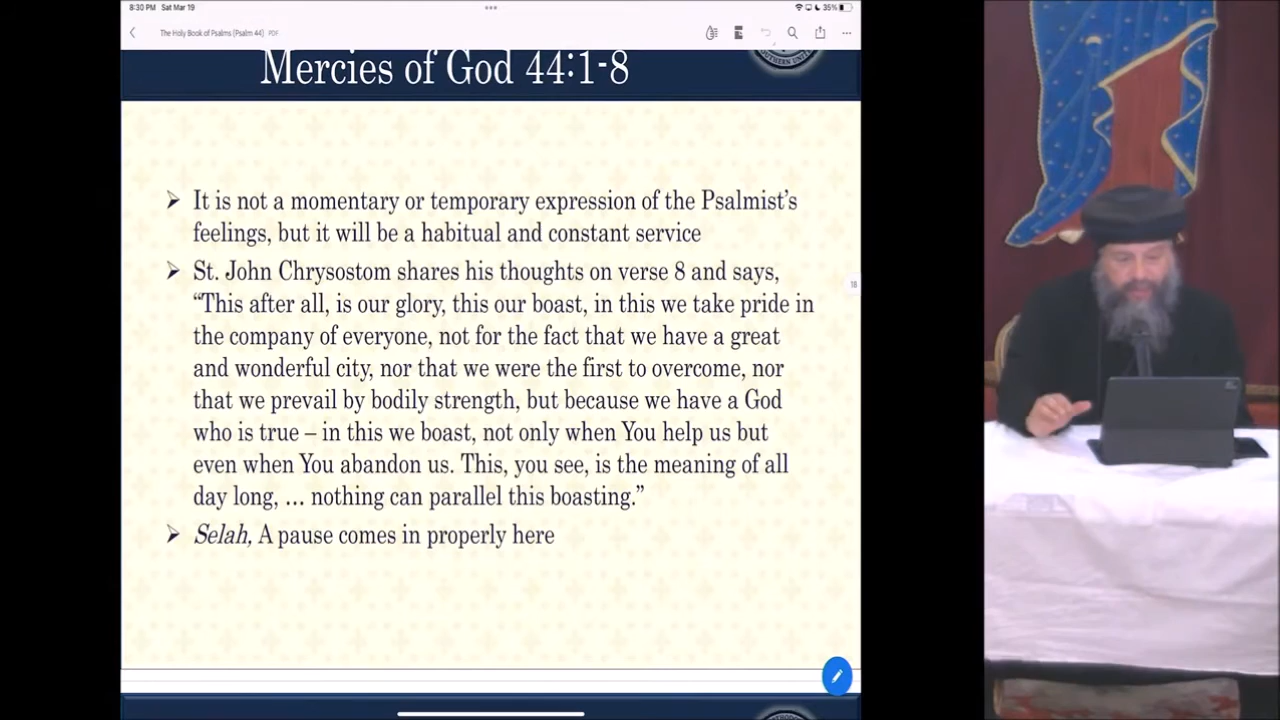 8:30 PM Sat Mar 19
35%
The Holy Book of Psalms (Psalm 44) PDF
Mercies of God 44:1-8
➢ It is not a momentary or temporary expression of the Psalmist's
feelings, but it will be a habitual and constant service
➢ St. John Chrysostom shares his thoughts on verse 8 and says,
“This after all, is our glory, this our boast, in this we take pride in
the company of everyone, not for the fact that we have a great
and wonderful city, nor that we were the first to overcome, nor
that we prevail by bodily strength, but because we have a God
who is true – in this we boast, not only when You help us but
even when You abandon us. This, you see, is the meaning of all
day long, … nothing can parallel this boasting.”
➢ Selah, A pause comes in properly here
18